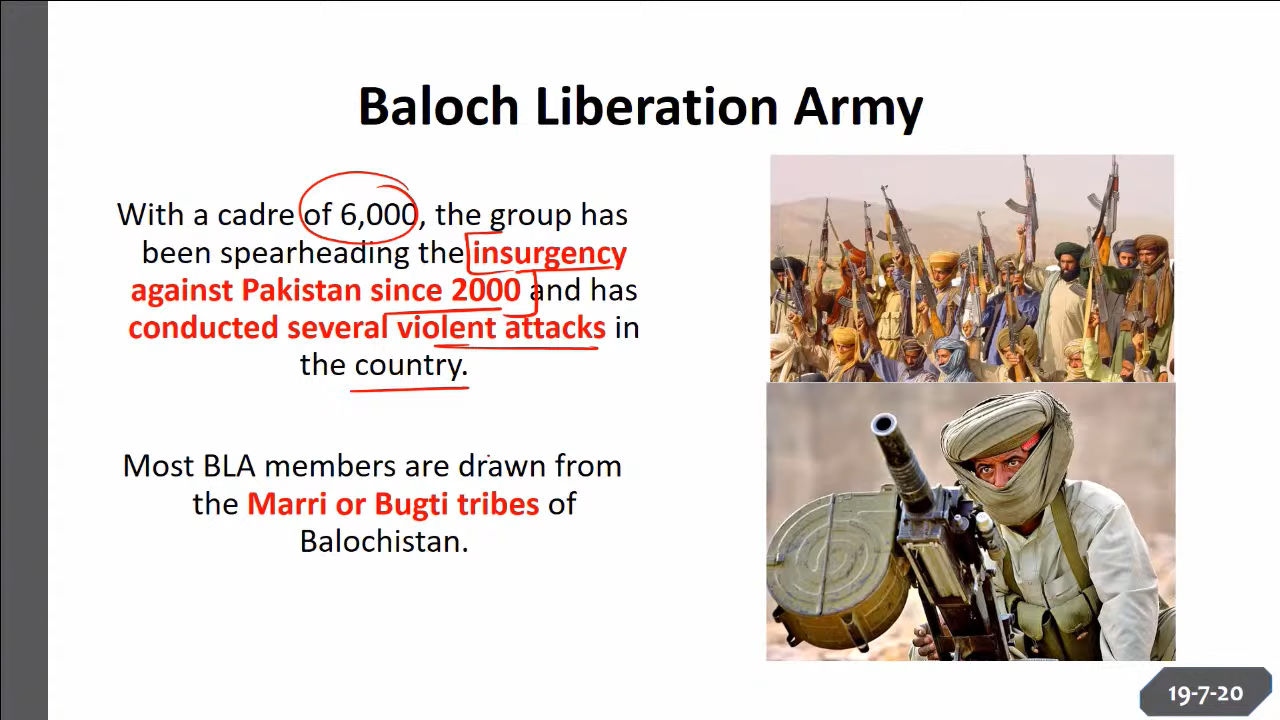 Baloch Liberation Army
With a cadre of 6,000, the group has
been spearheading the insurgency
against Pakistan since 2000 and has
conducted several violent attacks in
the country.
Most BLA members are drawn from
the Marri or Bugti tribes of
Balochistan.
19-7-20